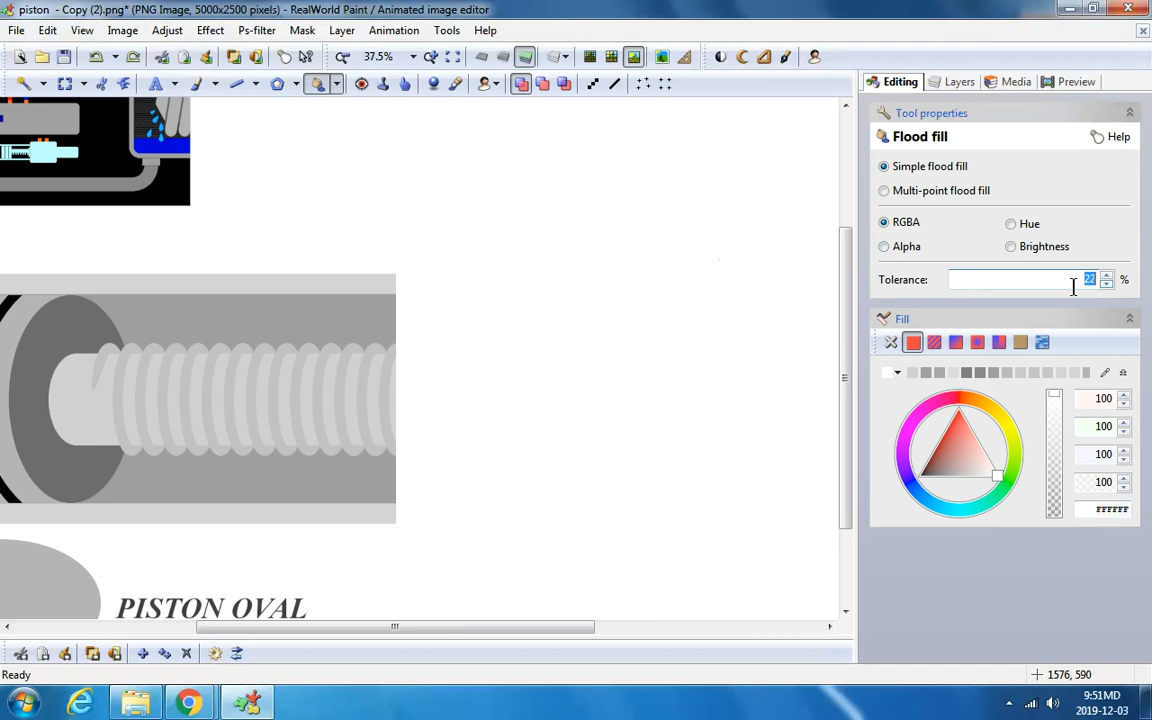 piston - Copy (2).png* (PNG Image, 5000x2500 pixels) - RealWorld Paint / Animated image editor
File Edit View Image Adjust Effect Ps-filter Mask Layer Animation Tools Help
37.5%
Editing Layers Media Preview
Tool properties
Flood fill Help
Simple flood fill
Multi-point flood fill
RGBA Hue
Alpha Brightness
Tolerance: 22 %
Fill
100
100
100
100
FFFFFF
PISTON OVAL
Ready 1576, 590
9:51MD
2019-12-03